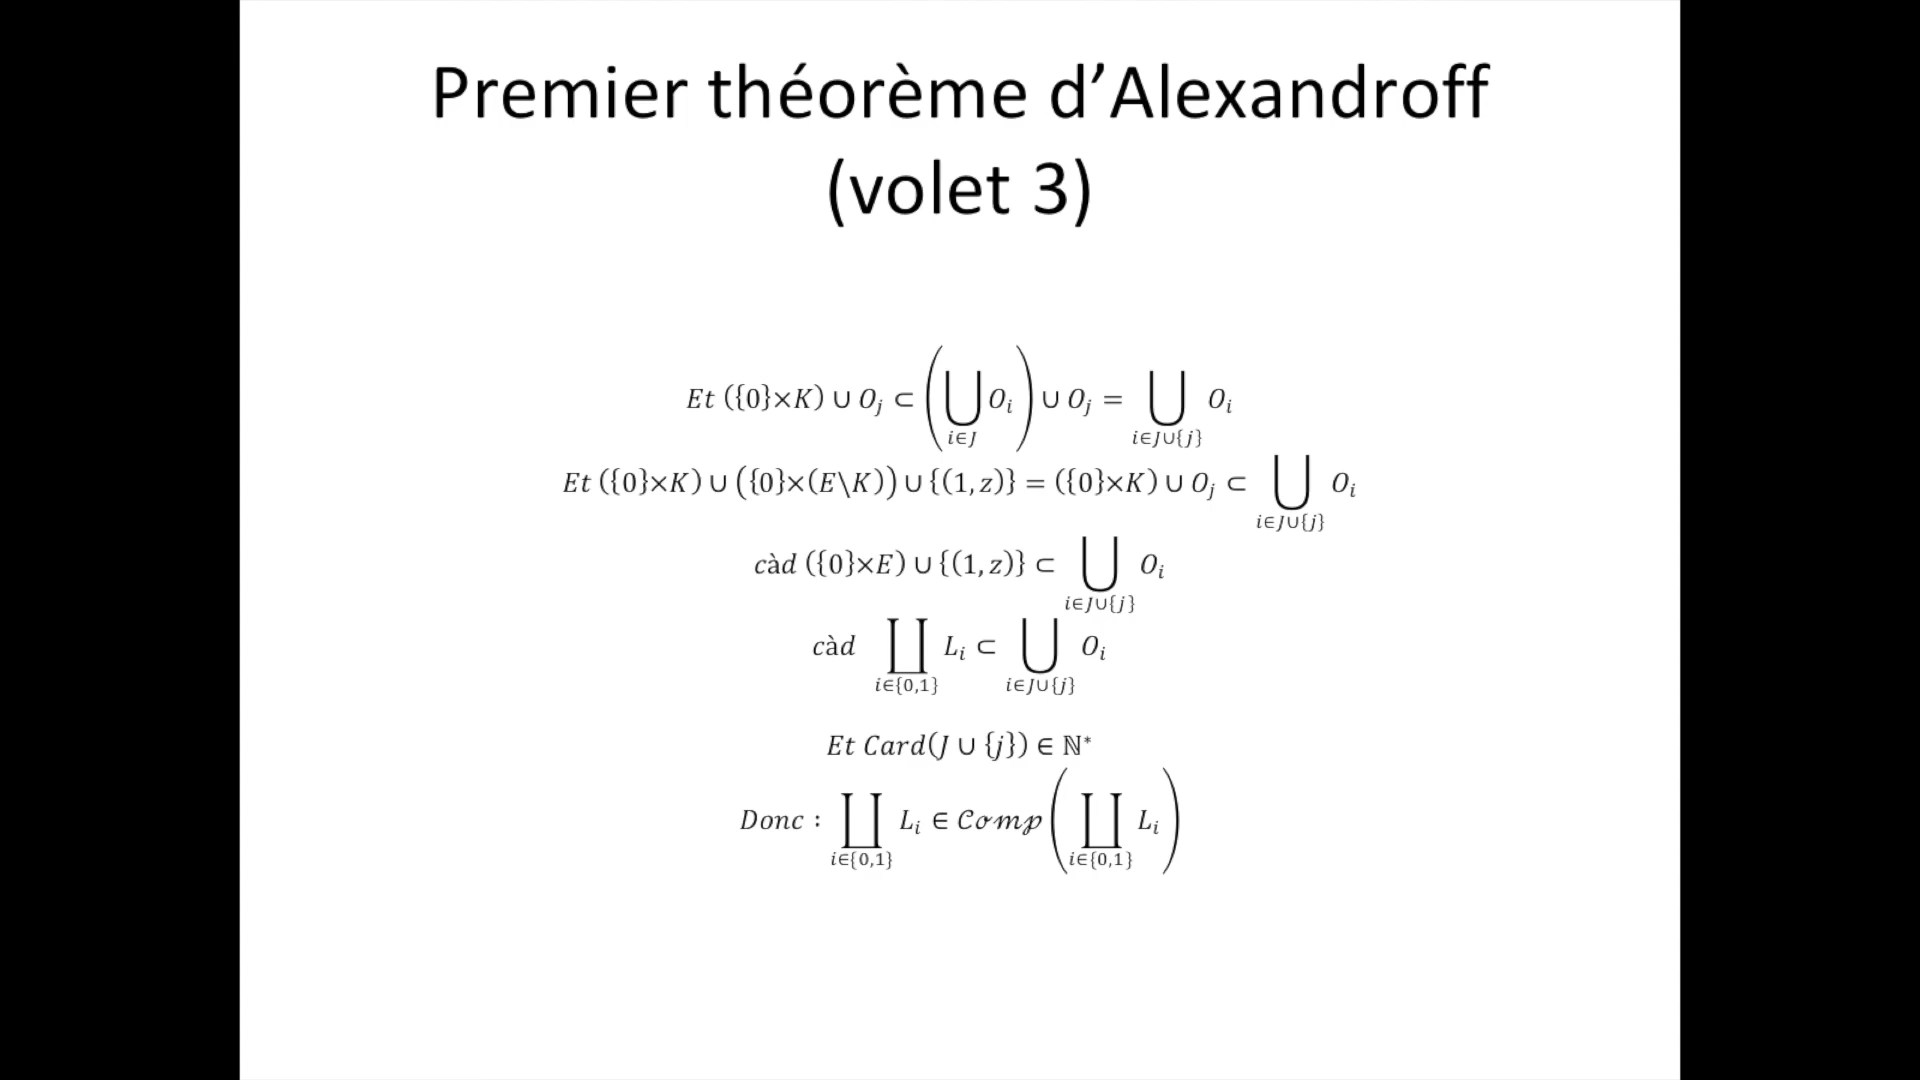 Premier théorème d’Alexandroff
(volet 3)
Et ({0}×K) ∪ O_j ⊂ (⋃_{i∈J} O_i) ∪ O_j = ⋃_{i∈J∪{j}} O_i
Et ({0}×K) ∪ ({0}×(E\K)) ∪ {(1, z)} = ({0}×K) ∪ O_j ⊂ ⋃_{i∈J∪{j}} O_i
càd ({0}×E) ∪ {(1, z)} ⊂ ⋃_{i∈J∪{j}} O_i
càd ∐_{i∈{0,1}} L_i ⊂ ⋃_{i∈J∪{j}} O_i
Et Card(J ∪ {j}) ∈ ℕ*
Donc : ∐_{i∈{0,1}} L_i ∈ 𝒞ℴ𝓂𝓅(∐_{i∈{0,1}} L_i)